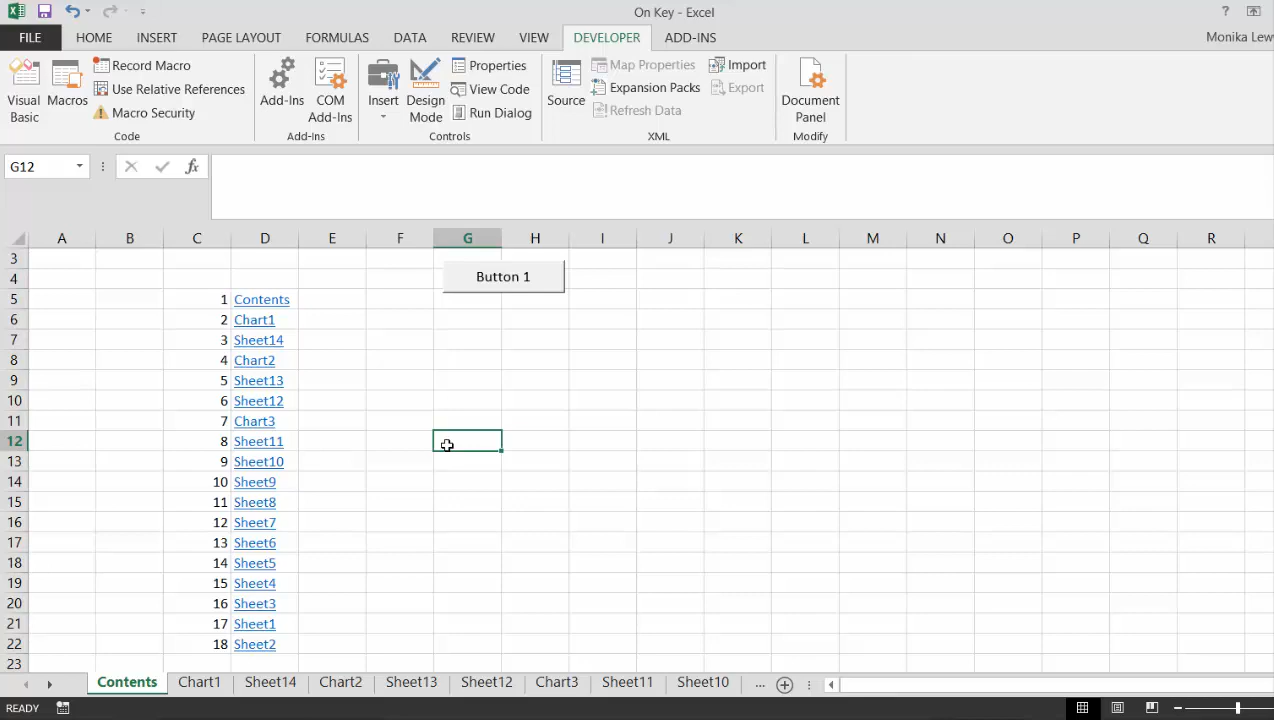 On Key - Excel
FILE HOME INSERT PAGE LAYOUT FORMULAS DATA REVIEW VIEW DEVELOPER ADD-INS Monika Lew
Visual Basic
Macros
Record Macro
Use Relative References
Macro Security
Code
Add-Ins
COM Add-Ins
Add-Ins
Insert
Design Mode
Properties
View Code
Run Dialog
Controls
Source
Map Properties
Expansion Packs
Refresh Data
Import
Export
XML
Document Panel
Modify
G12 fx
A B C D E F G H I J K L M N O P Q R
3
4 Button 1
5 1 Contents
6 2 Chart1
7 3 Sheet14
8 4 Chart2
9 5 Sheet13
10 6 Sheet12
11 7 Chart3
12 8 Sheet11
13 9 Sheet10
14 10 Sheet9
15 11 Sheet8
16 12 Sheet7
17 13 Sheet6
18 14 Sheet5
19 15 Sheet4
20 16 Sheet3
21 17 Sheet1
22 18 Sheet2
23
Contents Chart1 Sheet14 Chart2 Sheet13 Sheet12 Chart3 Sheet11 Sheet10 ...
READY